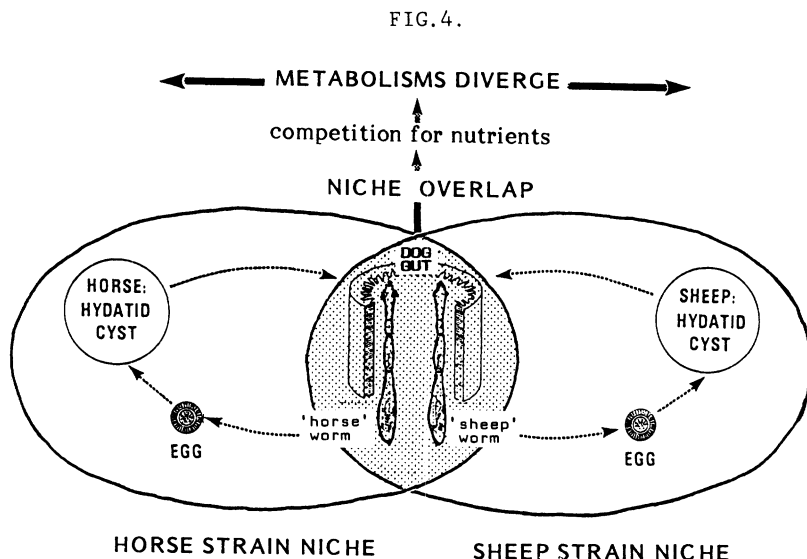 FIG.4.
METABOLISMS DIVERGE
competition for nutrients
NICHE OVERLAP
DOG
GUT
HORSE:
HYDATID
CYST
SHEEP:
HYDATID
CYST
'horse'
worm
'sheep'
worm
EGG
EGG
HORSE STRAIN NICHE
SHEEP STRAIN NICHE